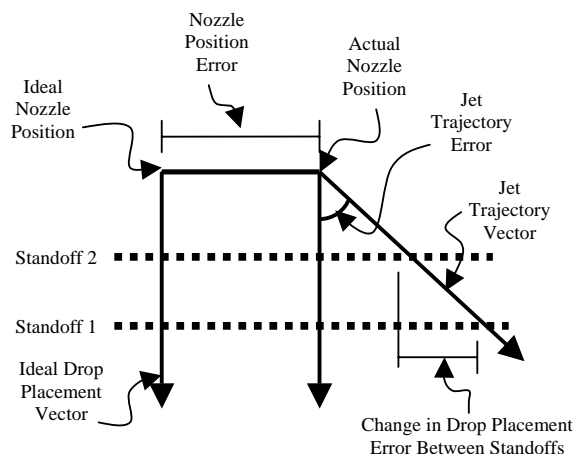 Nozzle
Position
Error
Actual
Nozzle
Position
Ideal
Nozzle
Position
Jet
Trajectory
Error
Jet
Trajectory
Vector
Standoff 2
Standoff 1
Ideal Drop
Placement
Vector
Change in Drop Placement
Error Between Standoffs